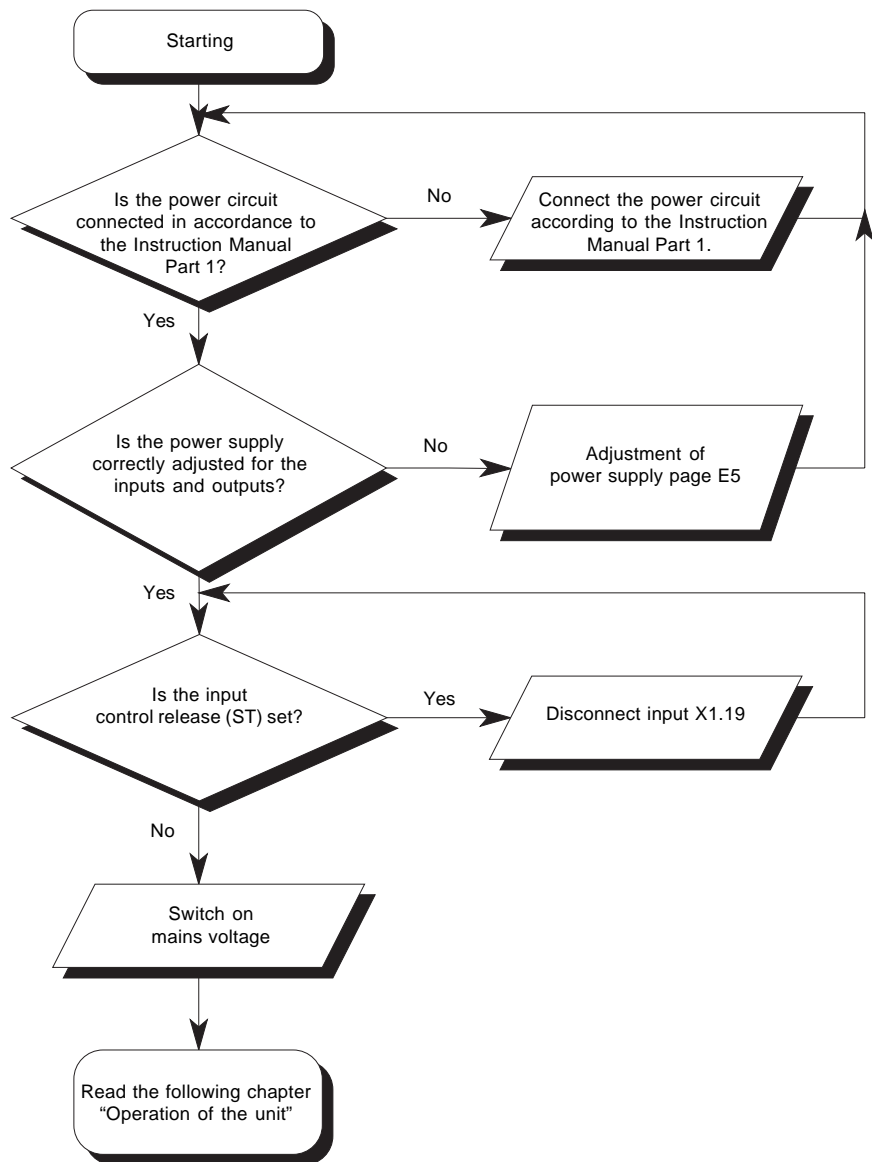 Starting
Is the power circuit
connected in accordance to
the Instruction Manual
Part 1?
No
Connect the power circuit
according to the Instruction
Manual Part 1.
Yes
Is the power supply
correctly adjusted for the
inputs and outputs?
No
Adjustment of
power supply page E5
Yes
Is the input
control release (ST) set?
Yes
Disconnect input X1.19
No
Switch on
mains voltage
Read the following chapter
“Operation of the unit”